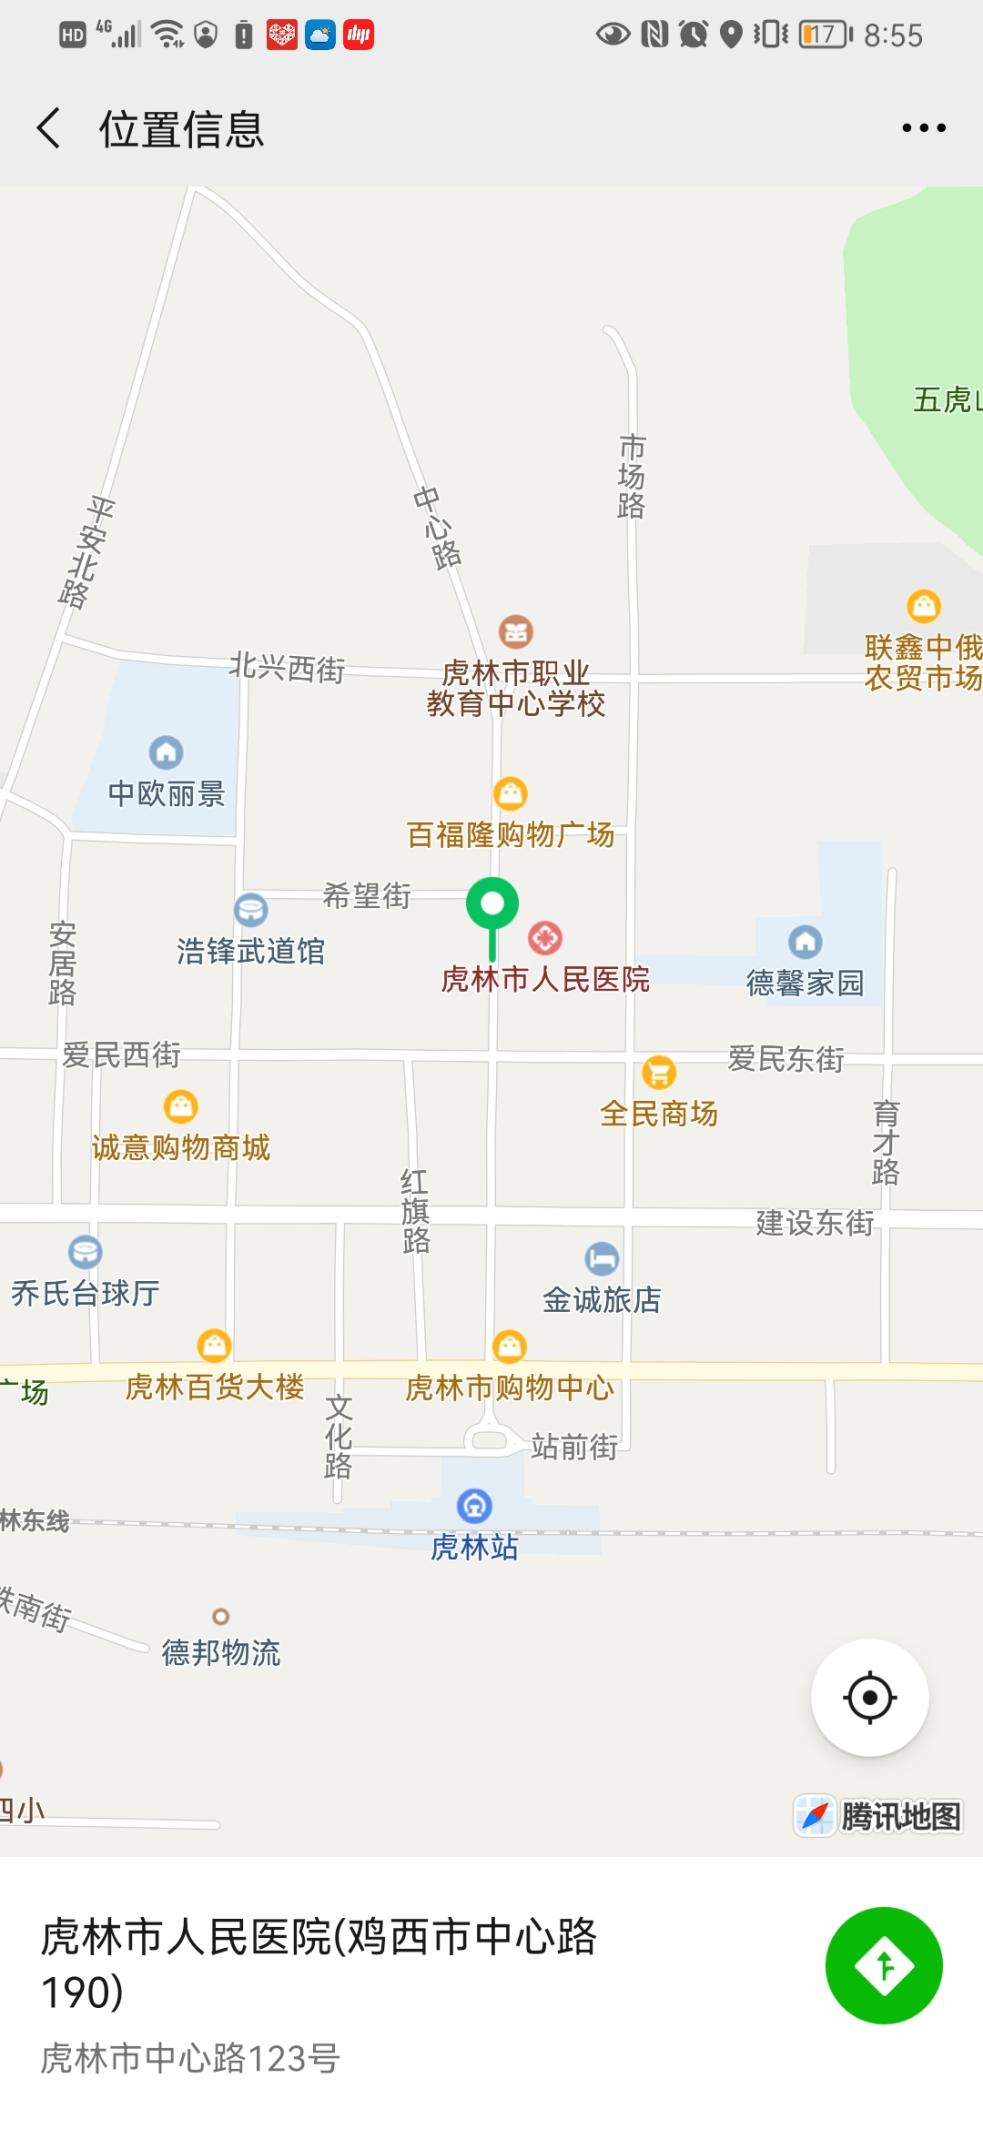 HD 4G 17 8:55
位置信息
五虎山
市场路
中心路
平安北路
联鑫中俄
农贸市场
北兴西街
虎林市职业
教育中心学校
中欧丽景
百福隆购物广场
希望街
浩锋武道馆
安居路
虎林市人民医院
德馨家园
爱民西街
爱民东街
全民商场
诚意购物商城
育才路
红旗路
建设东街
乔氏台球厅
金诚旅店
虎林百货大楼
虎林市购物中心
广场
文化路
站前街
林东线
虎林站
铁南街
德邦物流
四小
腾讯地图
虎林市人民医院(鸡西市中心路
190)
虎林市中心路123号